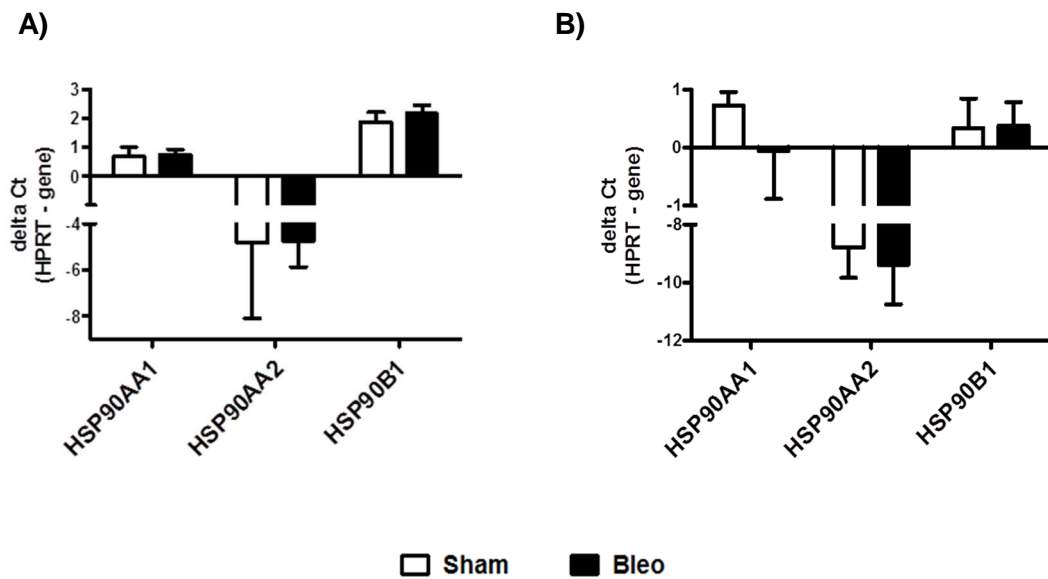 A)
B)
delta Ct
(HPRT - gene)
3
2
1
0
-4
-6
-8
HSP90AA1
HSP90AA2
HSP90B1
delta Ct
(HPRT - gene)
1
0
-1
-8
-10
-12
HSP90AA1
HSP90AA2
HSP90B1
Sham
Bleo